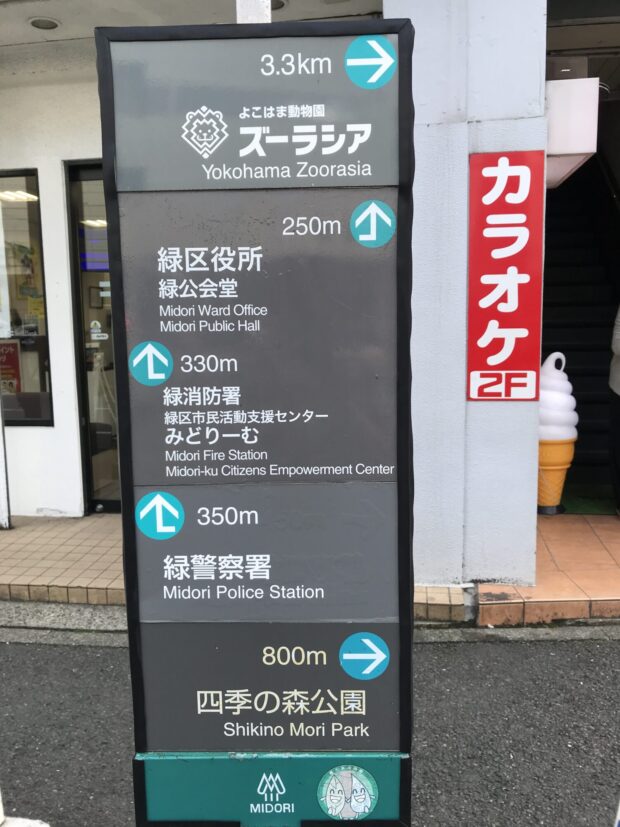 3.3km
よこはま動物園
ズーラシア
Yokohama Zoorasia
250m
緑区役所
緑公会堂
Midori Ward Office
Midori Public Hall
330m
緑消防署
緑区市民活動支援センター
みどりーむ
Midori Fire Station
Midori-ku Citizens Empowerment Center
350m
緑警察署
Midori Police Station
800m
四季の森公園
Shikino Mori Park
MIDORI
カラオケ
2F